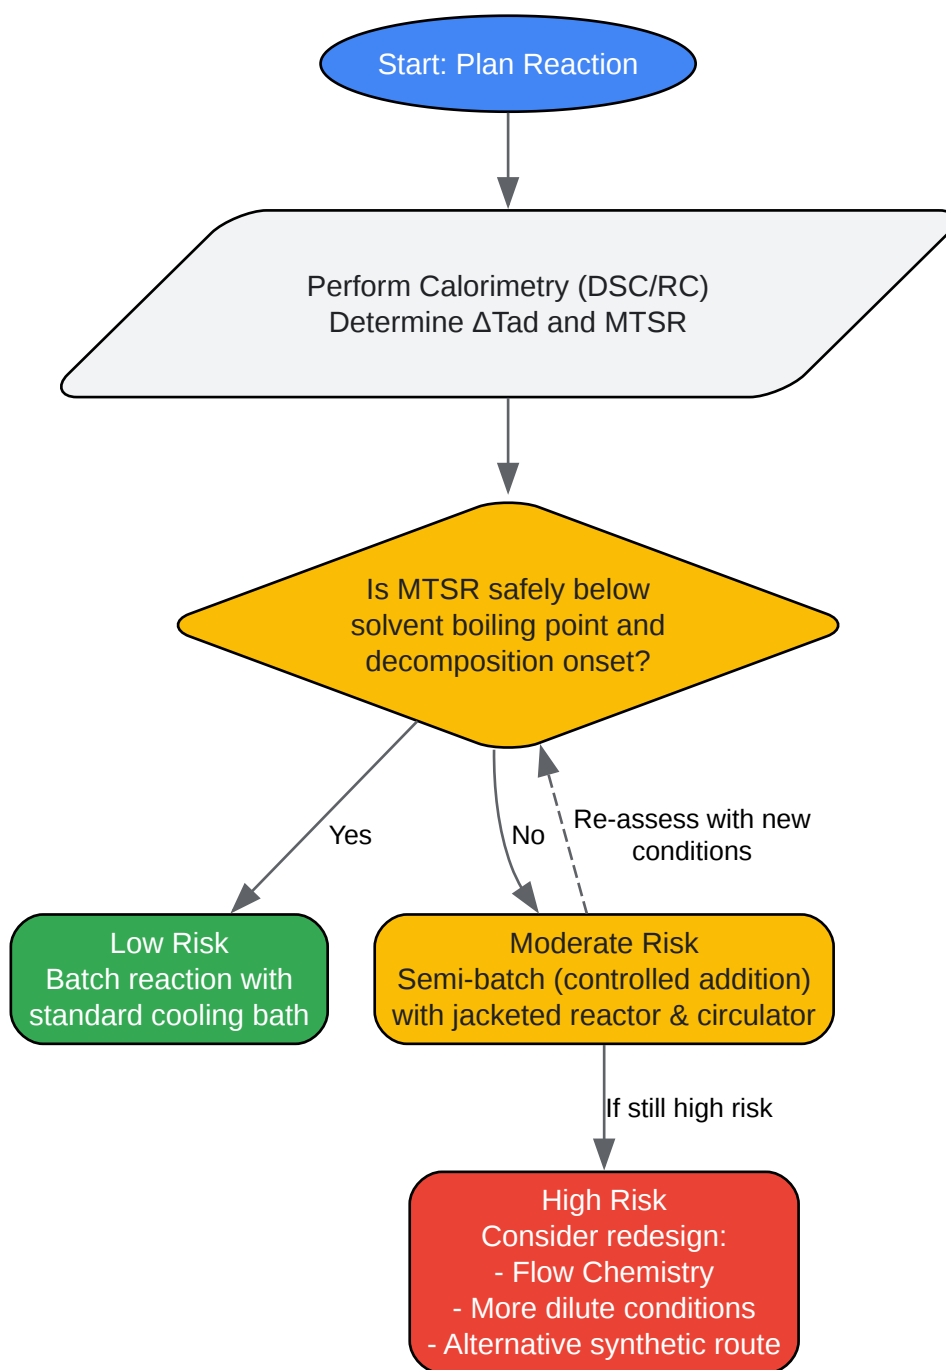 Start: Plan Reaction
Perform Calorimetry (DSC/RC)
Determine ΔTad and MTSR
Is MTSR safely below
solvent boiling point and
decomposition onset?
Yes
No
Re-assess with new
conditions
Low Risk
Batch reaction with
standard cooling bath
Moderate Risk
Semi-batch (controlled addition)
with jacketed reactor & circulator
If still high risk
High Risk
Consider redesign:
- Flow Chemistry
- More dilute conditions
- Alternative synthetic route